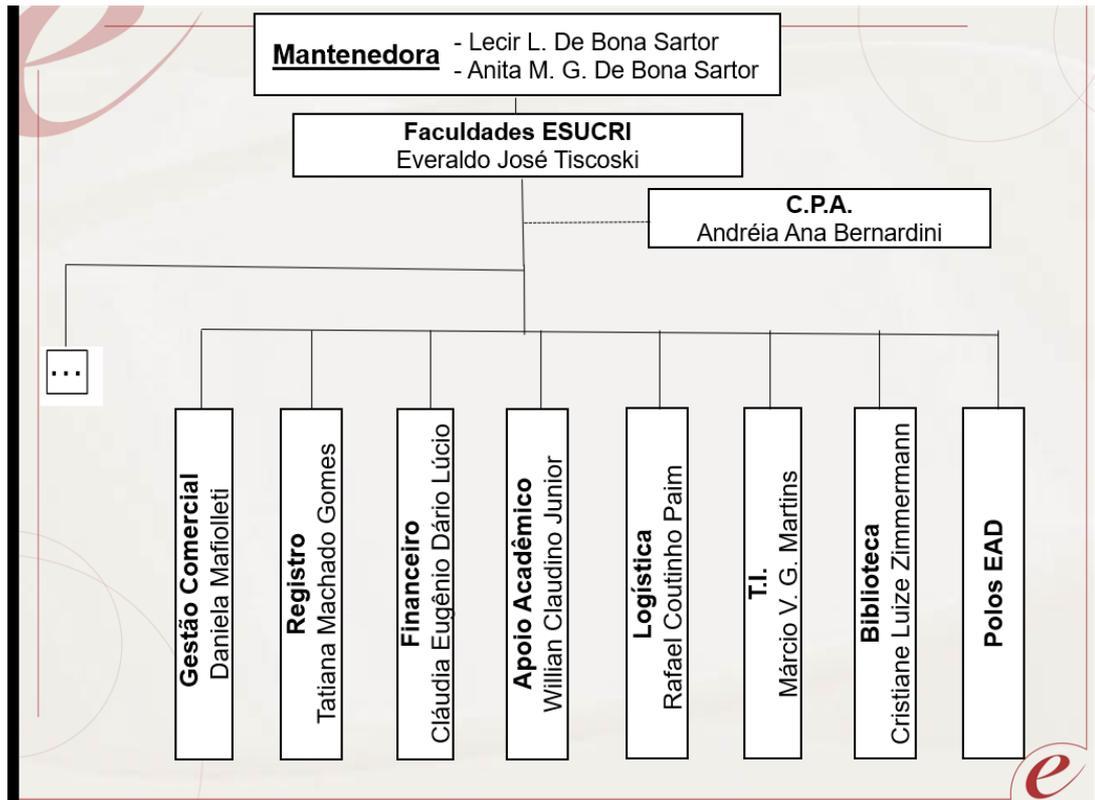 Mantenedora
- Lecir L. De Bona Sartor
- Anita M. G. De Bona Sartor
Faculdades ESUCRI
Everaldo José Tiscoski
C.P.A.
Andréia Ana Bernardini
...
Gestão Comercial
Daniela Mafiolleti
Registro
Tatiana Machado Gomes
Financeiro
Cláudia Eugênio Dário Lúcio
Apoio Acadêmico
Willian Claudino Junior
Logística
Rafael Coutinho Paim
T.I.
Márcio V. G. Martins
Biblioteca
Cristiane Luize Zimmermann
Polos EAD
e